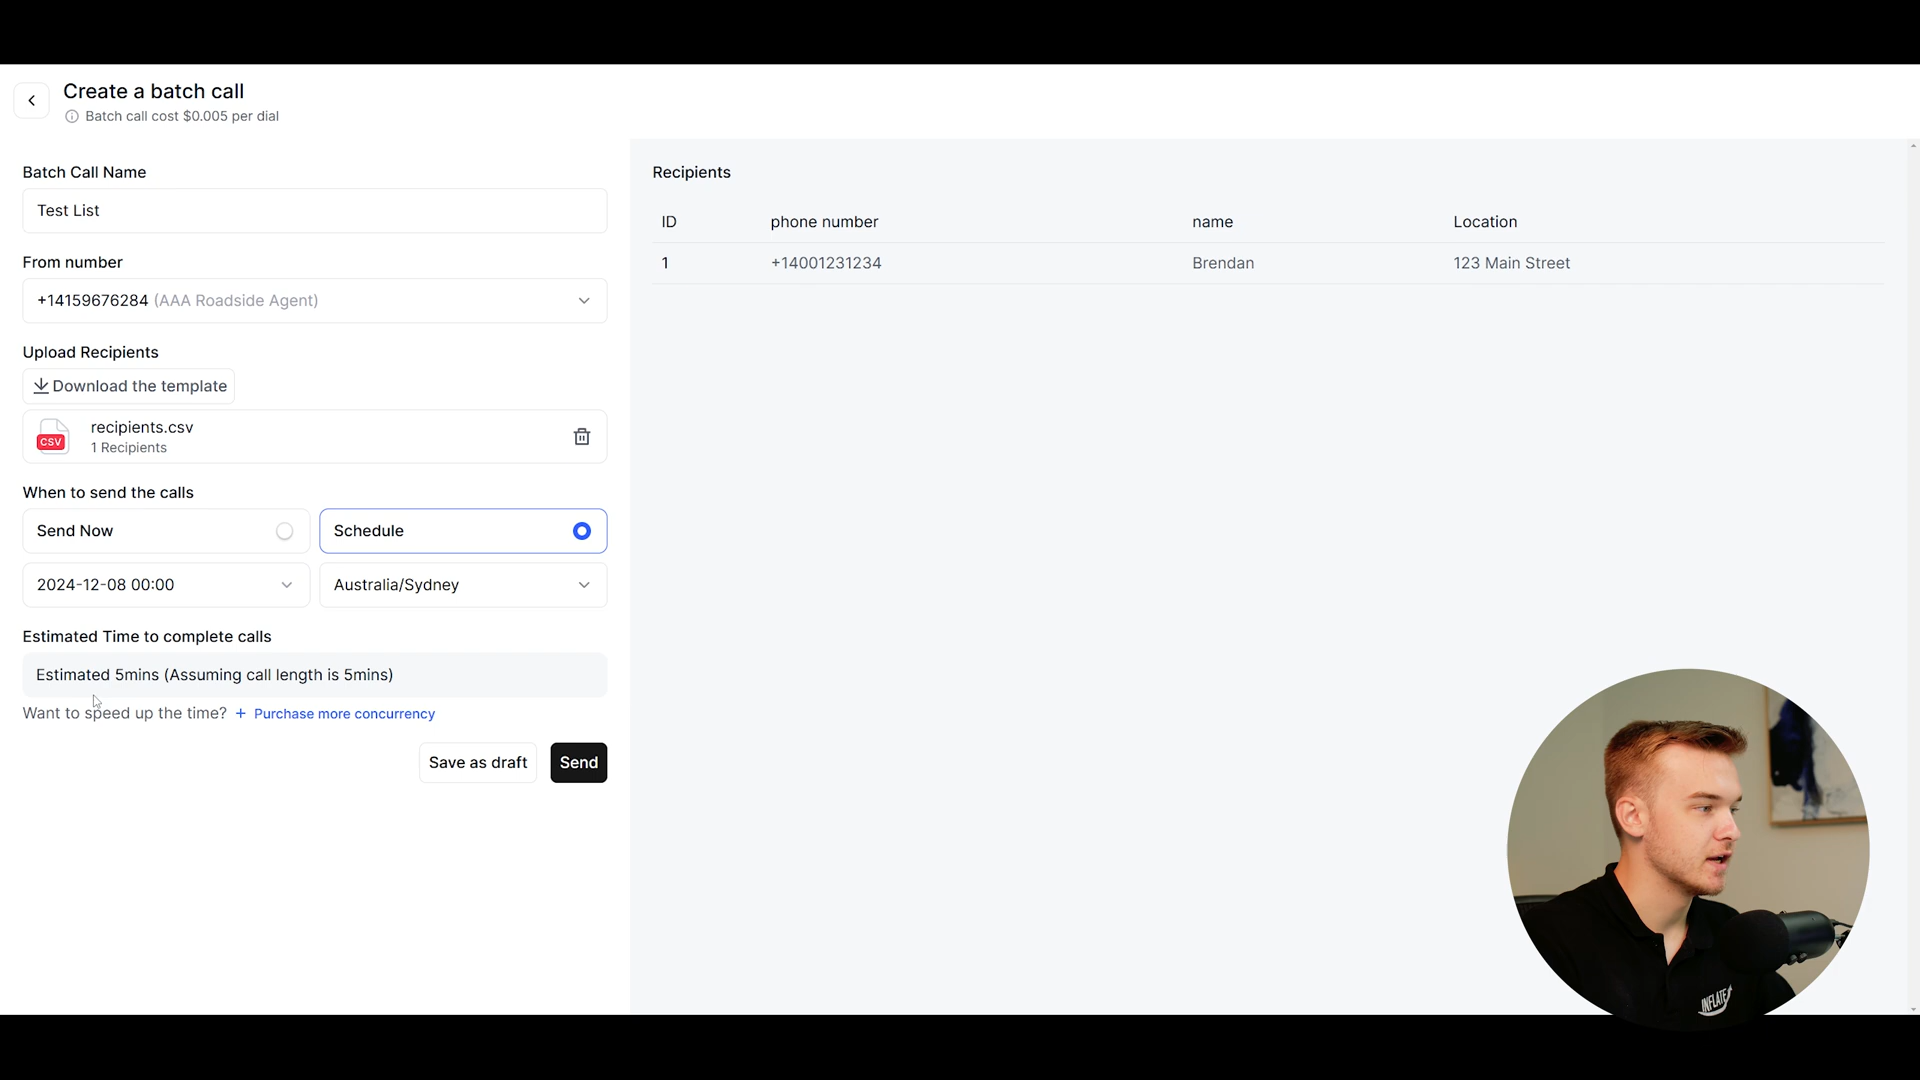 Create a batch call
Batch call cost $0.005 per dial
Batch Call Name
Test List
From number
+14159676284 (AAA Roadside Agent)
Upload Recipients
Download the template
CSV
recipients.csv
1 Recipients
When to send the calls
Send Now
Schedule
2024-12-08 00:00
Australia/Sydney
Estimated Time to complete calls
Estimated 5mins (Assuming call length is 5mins)
Want to speed up the time? + Purchase more concurrency
Save as draft
Send
Recipients
ID phone number name Location
1 +14001231234 Brendan 123 Main Street
INFLATE